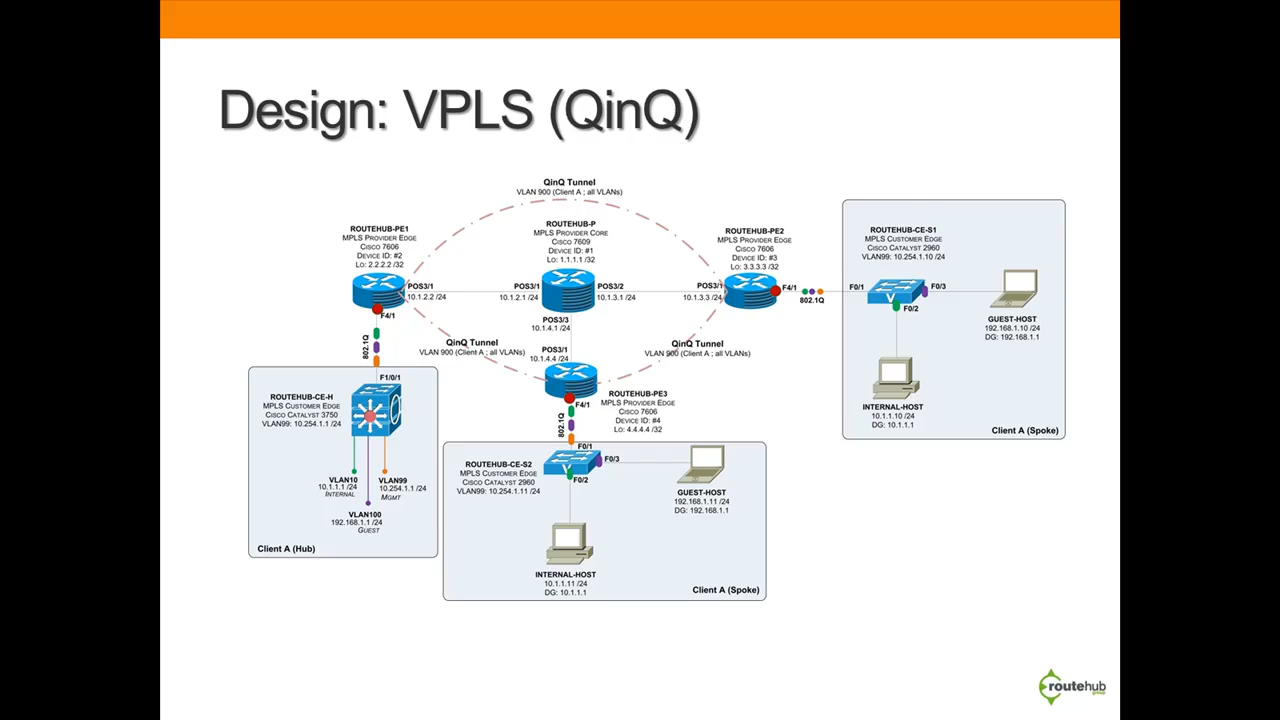 Design: VPLS (QinQ)
QinQ Tunnel
VLAN 900 (Client A ; all VLANs)
ROUTEHUB-PE1
MPLS PROVIDER EDGE
CISCO 7606
DEVICE ID: #2
LO: 2.2.2.2 /32
ROUTEHUB-P
MPLS PROVIDER CORE
CISCO 7609
DEVICE ID: #1
LO: 1.1.1.1 /32
ROUTEHUB-PE2
MPLS PROVIDER EDGE
CISCO 7606
DEVICE ID: #3
LO: 3.3.3.3 /32
ROUTEHUB-CE-S1
MPLS CUSTOMER EDGE
CISCO CATALYST 2960
VLAN99: 10.254.1.10 /24
POS3/1
10.1.2.2 /24
POS3/1
10.1.2.1 /24
POS3/2
10.1.3.1 /24
POS3/1
10.1.3.3 /24
F4/1
802.1Q
F0/1
F0/3
F0/2
GUEST-HOST
192.168.1.10 /24
DG: 192.168.1.1
INTERNAL-HOST
10.1.1.10 /24
DG: 10.1.1.1
Client A (Spoke)
F4/1
802.1Q
POS3/3
10.1.4.1 /24
QinQ Tunnel
VLAN 900 (Client A ; all VLANs)
POS3/1
10.1.4.4 /24
QinQ Tunnel
VLAN 900 (Client A ; all VLANs)
F1/0/1
ROUTEHUB-CE-H
MPLS CUSTOMER EDGE
CISCO CATALYST 3750
VLAN99: 10.254.1.1 /24
VLAN10
10.1.1.1 /24
INTERNAL
VLAN99
10.254.1.1 /24
MGMT
VLAN100
192.168.1.1 /24
GUEST
Client A (Hub)
ROUTEHUB-PE3
MPLS PROVIDER EDGE
CISCO 7606
DEVICE ID: #4
LO: 4.4.4.4 /32
F4/1
802.1Q
F0/1
F0/3
F0/2
ROUTEHUB-CE-S2
MPLS CUSTOMER EDGE
CISCO CATALYST 2960
VLAN99: 10.254.1.11 /24
GUEST-HOST
192.168.1.11 /24
DG: 192.168.1.1
INTERNAL-HOST
10.1.1.11 /24
DG: 10.1.1.1
Client A (Spoke)
routehub
group